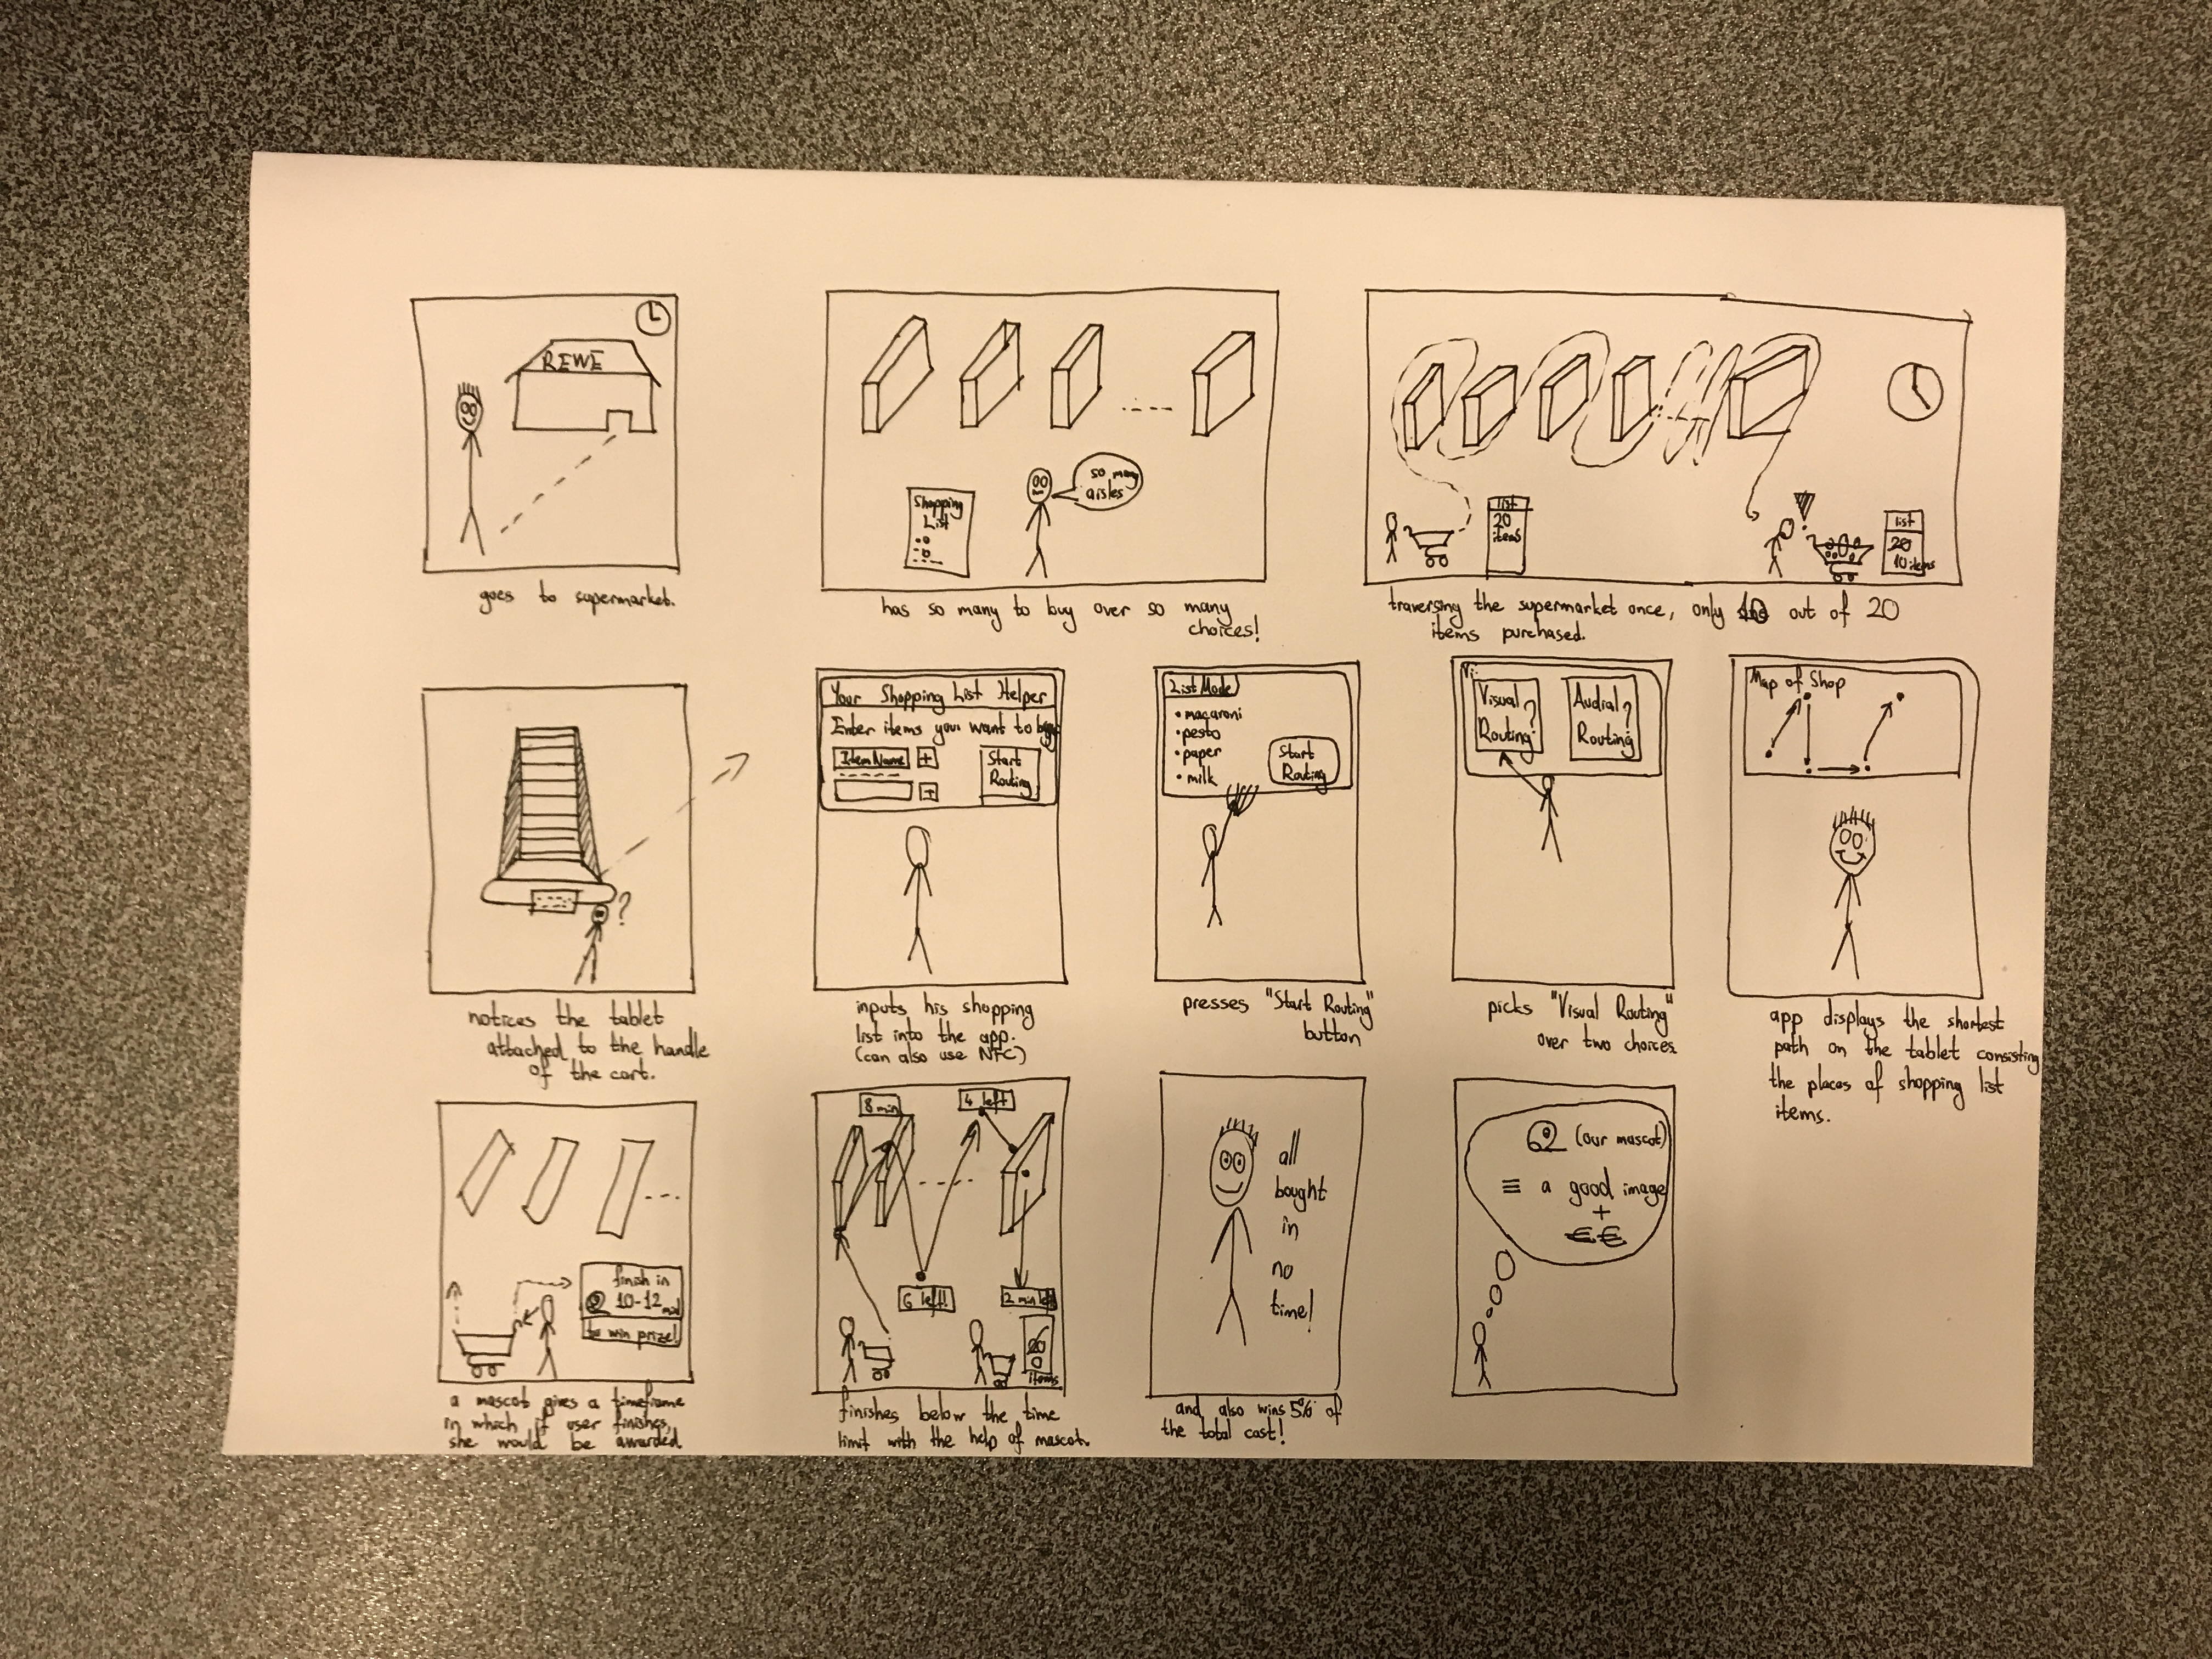 REWE
goes to supermarket.
Shopping
List
so many
aisles
has so many to buy over so many
choices!
list
20
items
list
20
10 items
traversing the supermarket once, only 10 out of 20
items purchased.
?
notices the tablet
attached to the handle
of the cart.
Your Shopping List Helper
Enter items you want to buy
Item Name
+
+
Start
Routing
inputs his shopping
list into the app.
(can also use NFC)
List Mode
• macaroni
• pesto
• paper
• milk
Start
Routing
presses "Start Routing"
button
Visual?
Routing?
Audial?
Routing
picks "Visual Routing"
over two choices
Map of Shop
app displays the shortest
path on the tablet consisting
the places of shopping list
items.
finish in
10-12 min
to win prize!
a mascot gives a timeframe
in which if user finishes,
she would be awarded
8 min
6 left!
4 left
2 min left
0
items
finishes below the time
limit with the help of mascot.
all
bought
in
no
time!
and also wins 5% of
the total cost!
(our mascot)
≡ a good image
+
€€